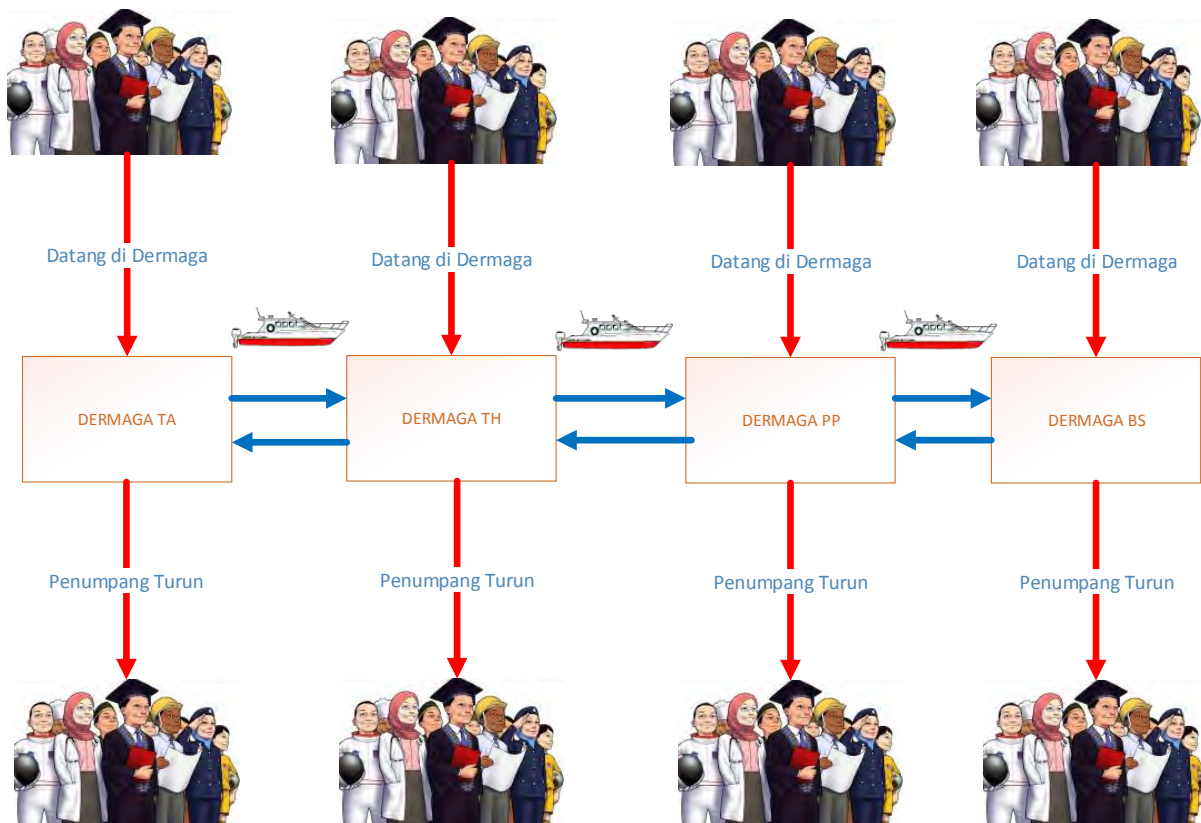 Datang di Dermaga
Datang di Dermaga
Datang di Dermaga
Datang di Dermaga
DERMAGA TA
DERMAGA TH
DERMAGA PP
DERMAGA BS
Penumpang Turun
Penumpang Turun
Penumpang Turun
Penumpang Turun